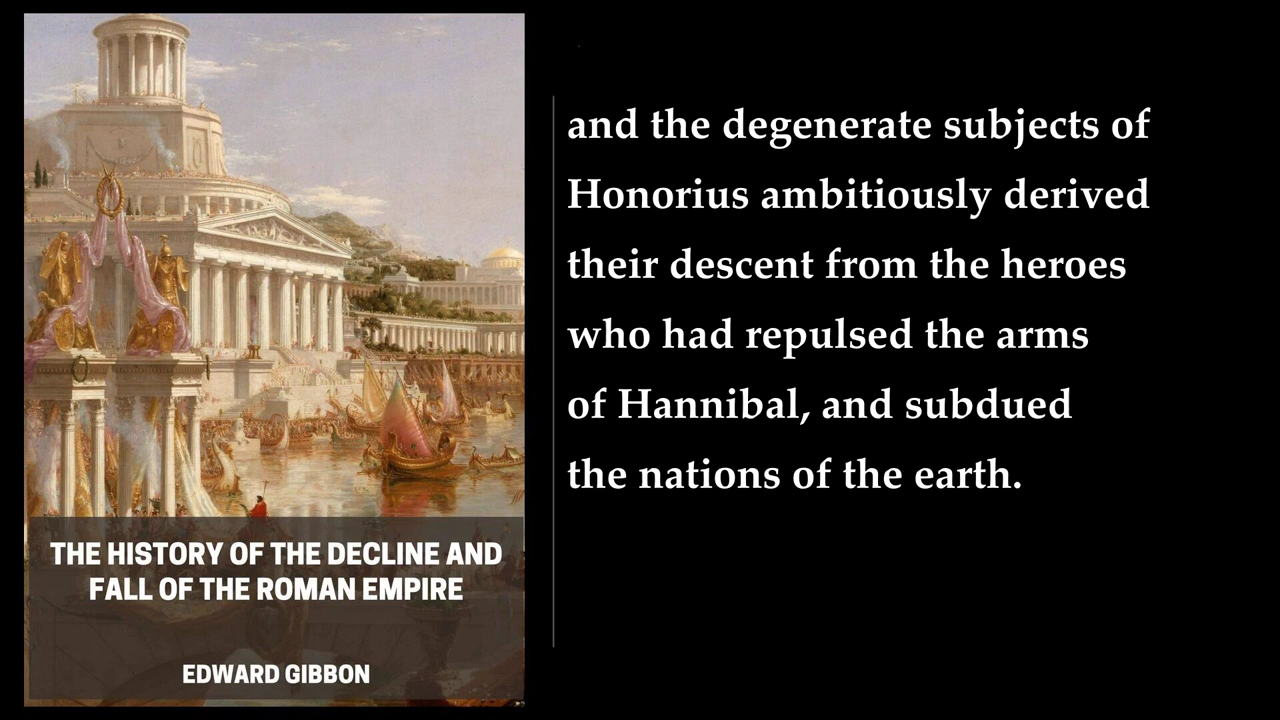 and the degenerate subjects of
Honorius ambitiously derived
their descent from the heroes
who had repulsed the arms
of Hannibal, and subdued
the nations of the earth.
THE HISTORY OF THE DECLINE AND
FALL OF THE ROMAN EMPIRE
EDWARD GIBBON